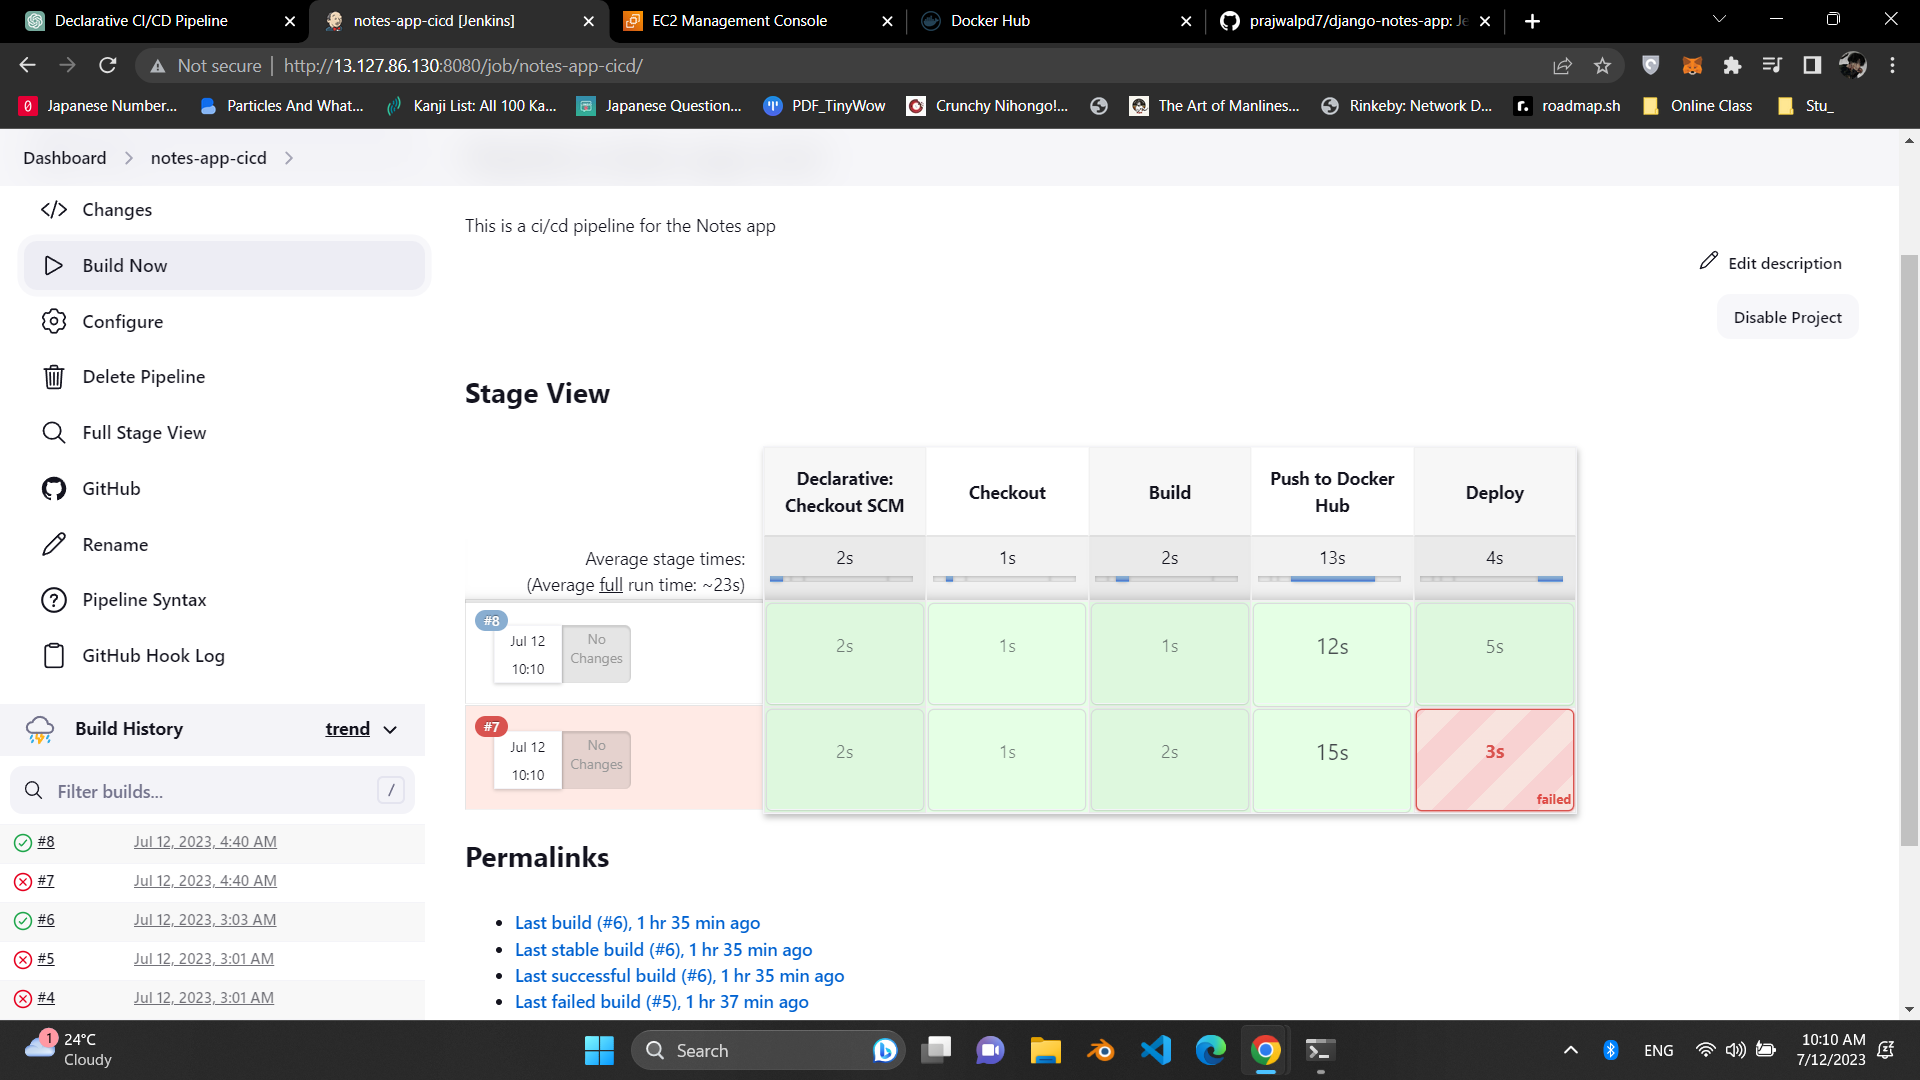 Declarative CI/CD Pipeline
notes-app-cicd [Jenkins]
EC2 Management Console
Docker Hub
prajwalpd7/django-notes-app: Je
Not secure
http://13.127.86.130:8080/job/notes-app-cicd/
Japanese Number...
Particles And What...
Kanji List: All 100 Ka...
Japanese Question...
PDF_TinyWow
Crunchy Nihongo!...
The Art of Manlines...
Rinkeby: Network D...
roadmap.sh
Online Class
Stu_
Dashboard
notes-app-cicd
Changes
Build Now
Configure
Delete Pipeline
Full Stage View
GitHub
Rename
Pipeline Syntax
GitHub Hook Log
Build History
trend
Filter builds...
/
#8
Jul 12, 2023, 4:40 AM
#7
Jul 12, 2023, 4:40 AM
#6
Jul 12, 2023, 3:03 AM
#5
Jul 12, 2023, 3:01 AM
#4
Jul 12, 2023, 3:01 AM
This is a ci/cd pipeline for the Notes app
Edit description
Disable Project
Stage View
Declarative:
Checkout SCM
Checkout
Build
Push to Docker
Hub
Deploy
Average stage times:
(Average full run time: ~23s)
2s
1s
2s
13s
4s
#8
Jul 12
10:10
No
Changes
2s
1s
1s
12s
5s
#7
Jul 12
10:10
No
Changes
2s
1s
2s
15s
3s
failed
Permalinks
Last build (#6), 1 hr 35 min ago
Last stable build (#6), 1 hr 35 min ago
Last successful build (#6), 1 hr 35 min ago
Last failed build (#5), 1 hr 37 min ago
1
24°C
Cloudy
Search
ENG
10:10 AM
7/12/2023